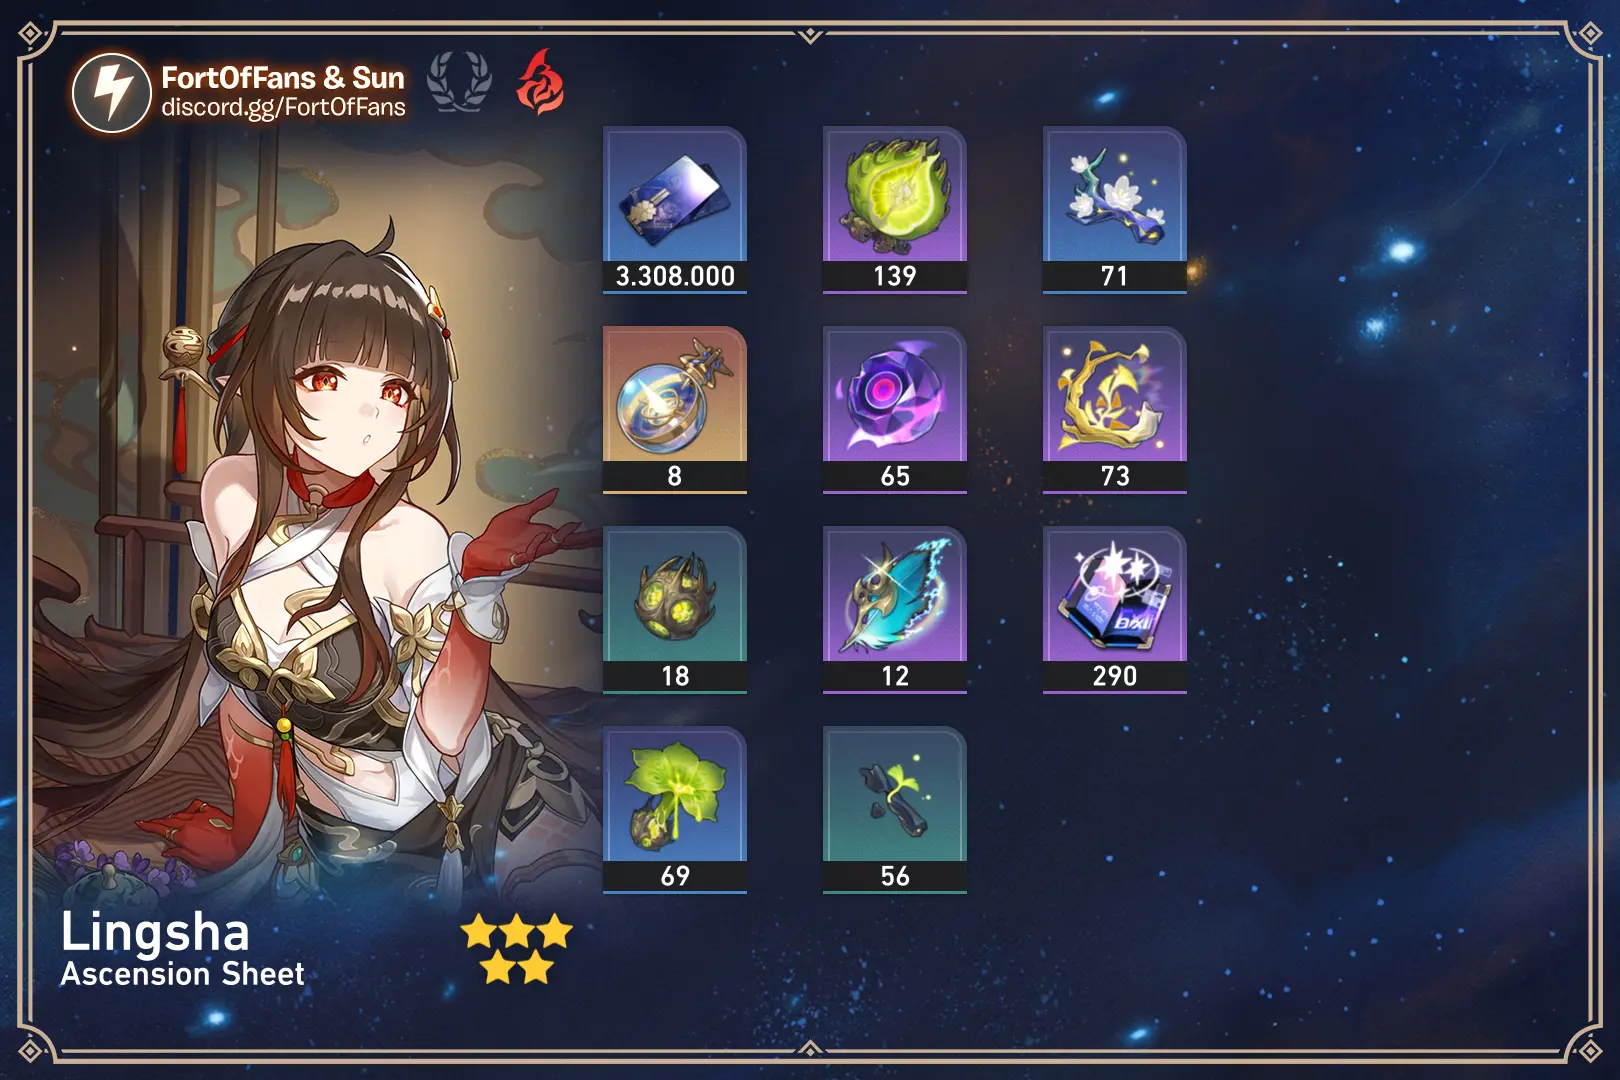 FortOfFans & Sun
discord.gg/FortOfFans
3.308.000
139
71
8
65
73
18
12
290
69
56
Lingsha
Ascension Sheet